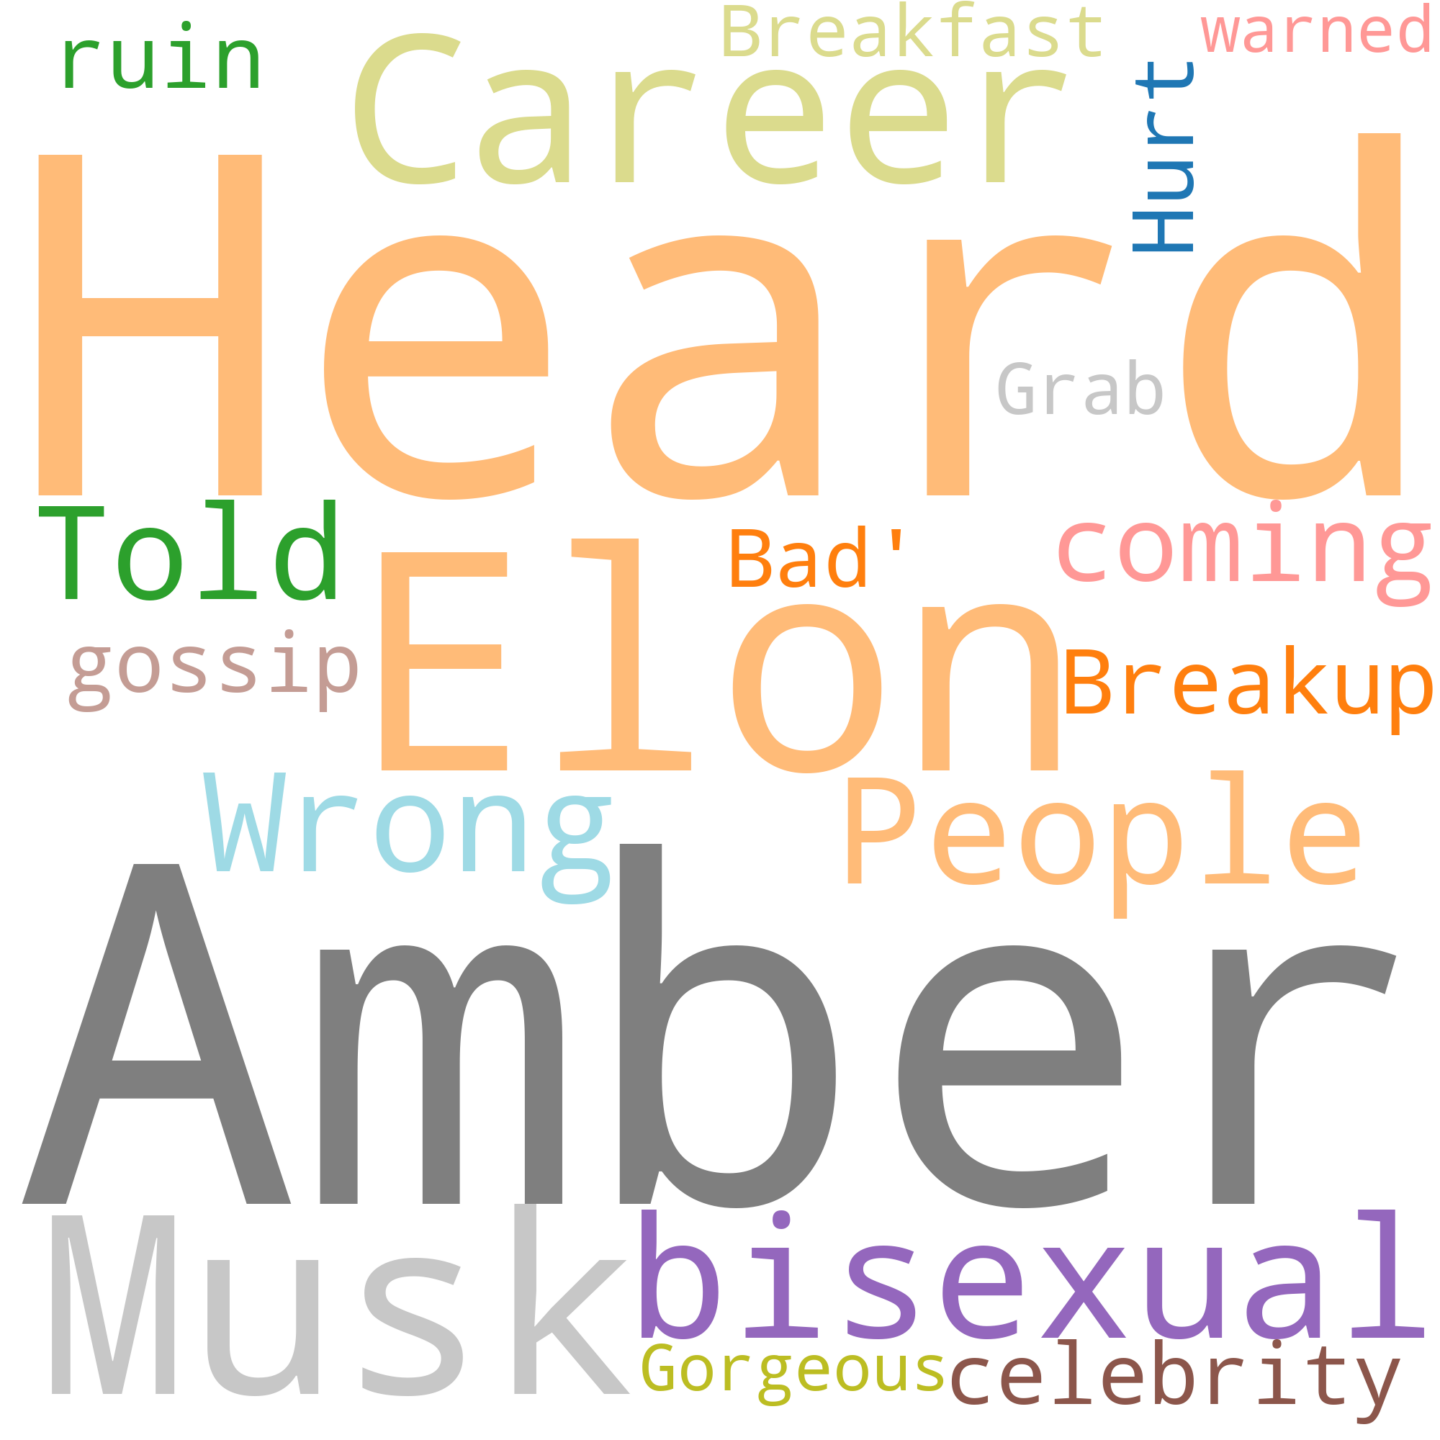 ruin
Career
Breakfast
warned
Hurt
Heard
Grab
Told
Elon
Bad'
coming
gossip
Breakup
Wrong
People
Amber
Musk
bisexual
Gorgeous
celebrity